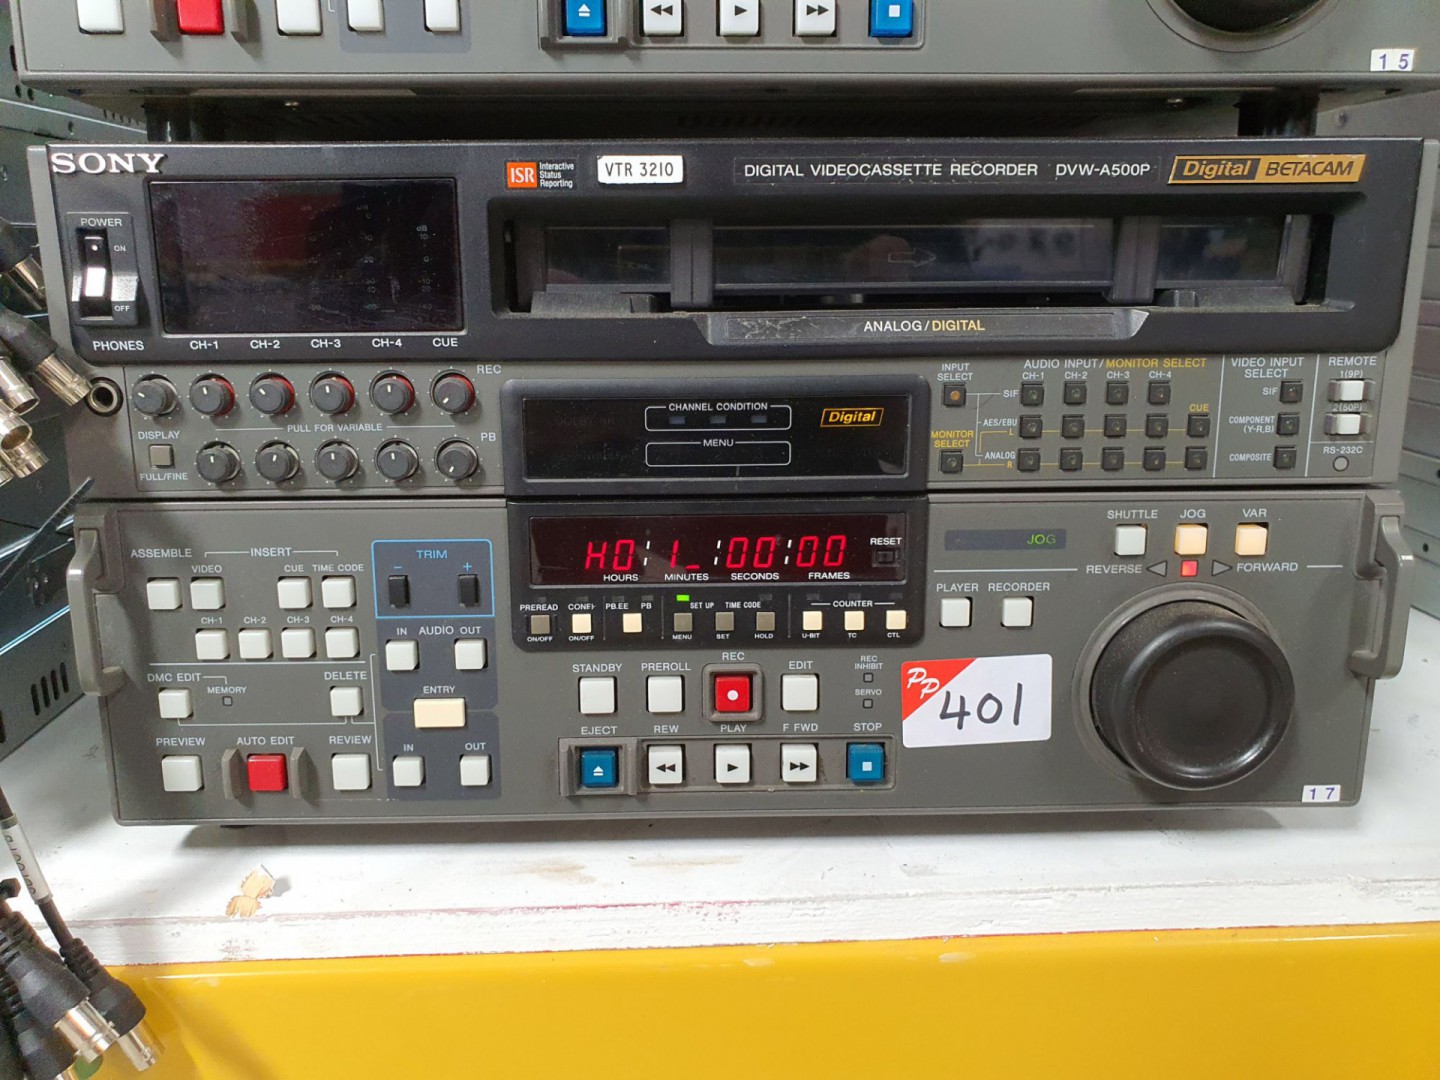 15
SONY
ISR Interactive Status Reporting
VTR 3210
DIGITAL VIDEOCASSETTE RECORDER DVW-A500P
Digital BETACAM
POWER
ON
OFF
dB
ANALOG/DIGITAL
PHONES CH-1 CH-2 CH-3 CH-4 CUE
REC
PULL FOR VARIABLE
PB
DISPLAY
FULL/FINE
CHANNEL CONDITION
Digital
MENU
INPUT SELECT
MONITOR SELECT
AUDIO INPUT/MONITOR SELECT
CH-1 CH-2 CH-3 CH-4
SIF
CUE
AES/EBU
L
ANALOG
R
VIDEO INPUT SELECT
SIF
COMPONENT (Y-R,B)
COMPOSITE
REMOTE
1(9P)
2(50P)
RS-232C
ASSEMBLE
INSERT
VIDEO CUE TIME CODE
CH-1 CH-2 CH-3 CH-4
DMC EDIT
MEMORY
DELETE
PREVIEW AUTO EDIT REVIEW
TRIM
- +
IN AUDIO OUT
ENTRY
IN OUT
H0:1_:00:00
RESET
HOURS MINUTES SECONDS FRAMES
PREREAD
ON/OFF
CONFI
ON/OFF
PB.EE PB
SET UP
MENU
TIME CODE
SET HOLD
COUNTER
U-BIT TC CTL
STANDBY PREROLL REC EDIT
REC INHIBIT
SERVO
EJECT REW PLAY F FWD STOP
JOG
SHUTTLE JOG VAR
REVERSE FORWARD
PLAYER RECORDER
PP
401
17